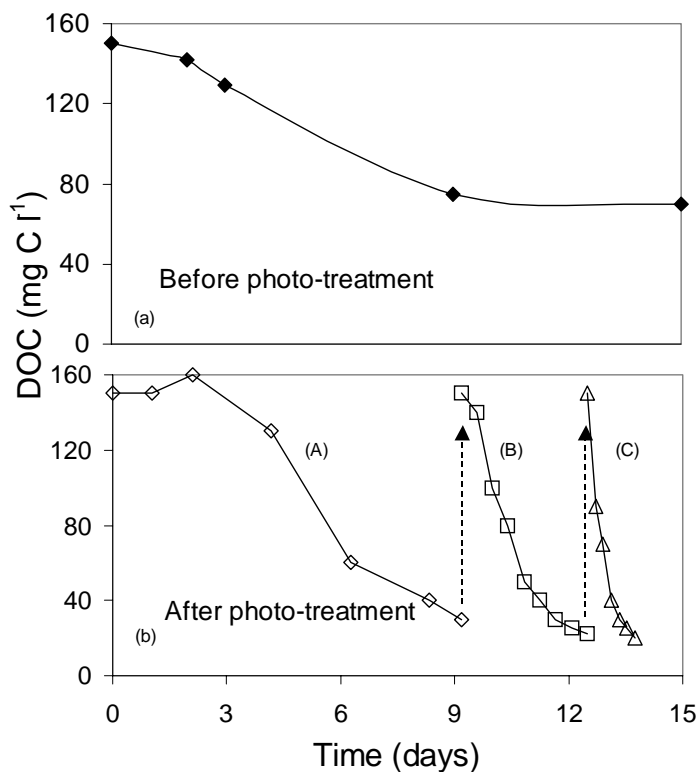 160
120
80
40
0
Before photo-treatment
(a)
DOC (mg C l⁻¹)
160
120
80
40
0
(A)
(B)
(C)
After photo-treatment
(b)
0 3 6 9 12 15
Time (days)